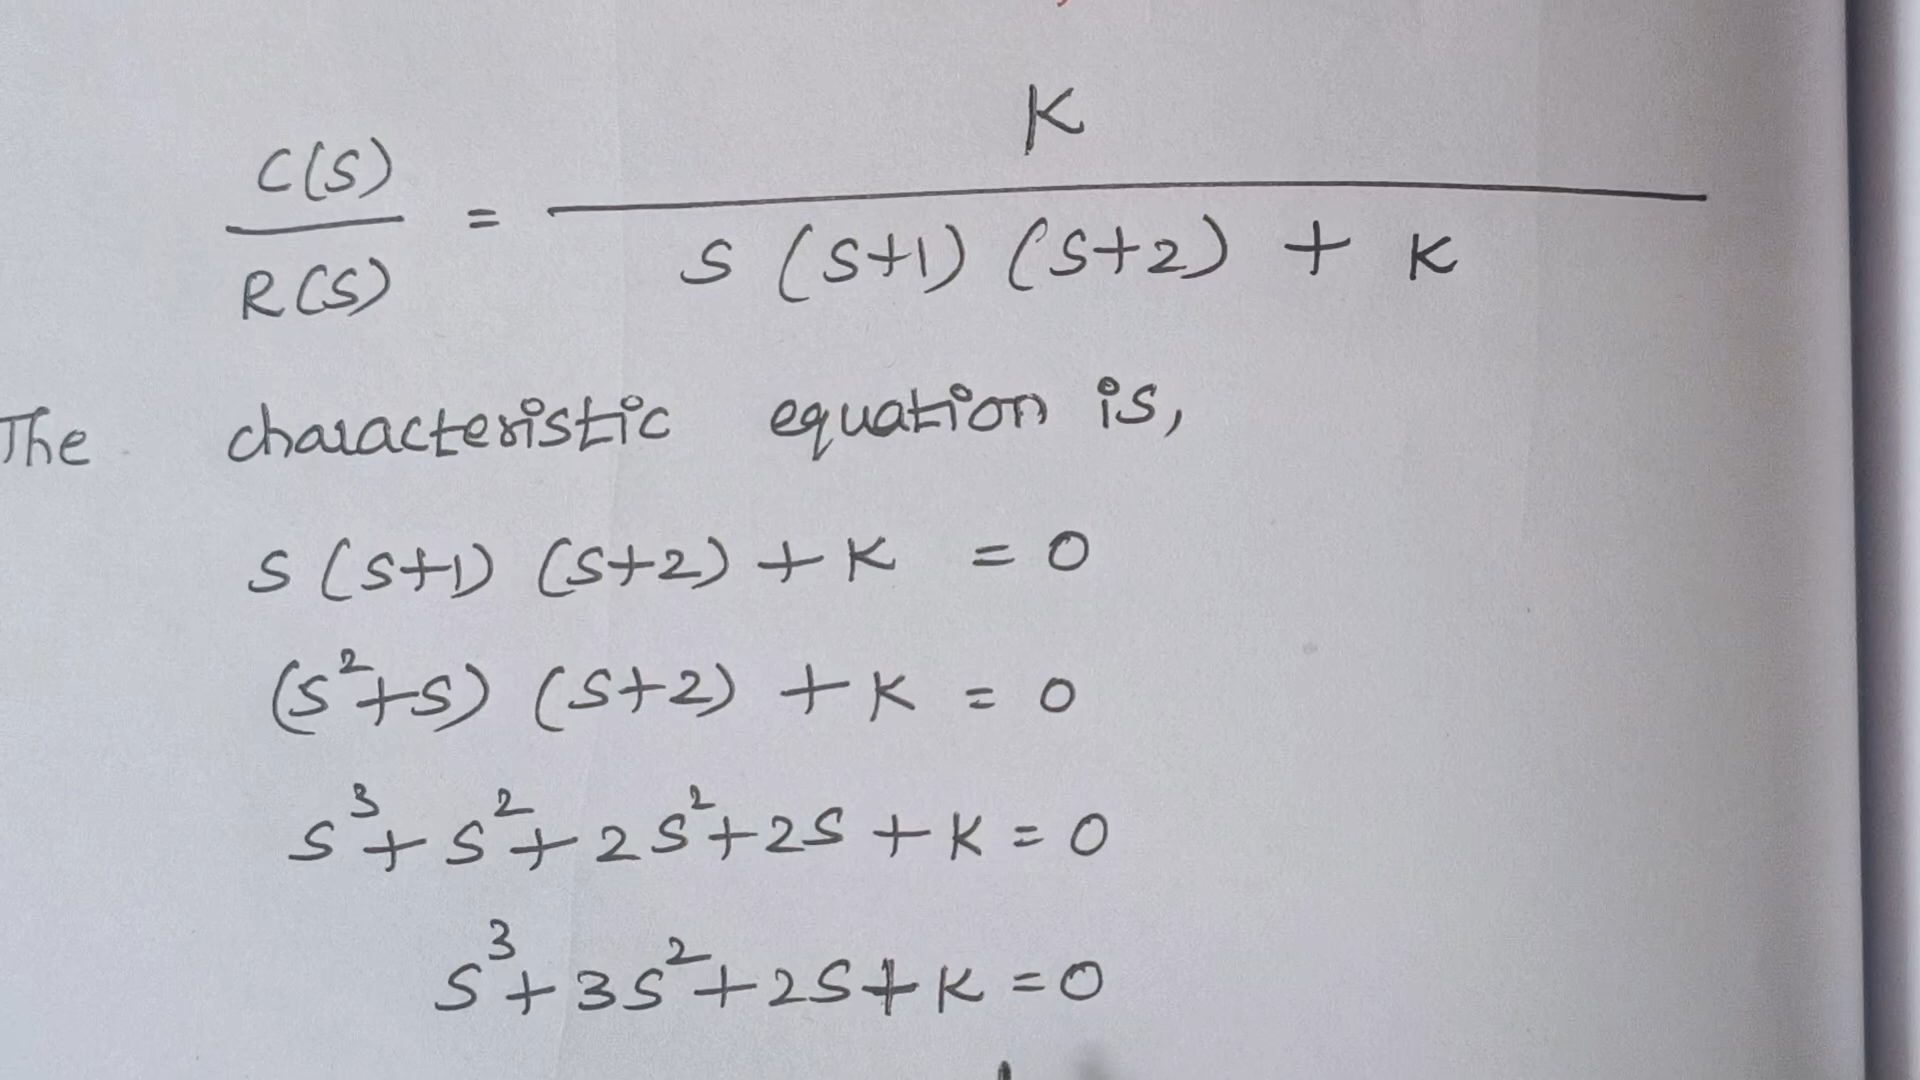 C(S) / R(S) = K / S (S+1) (S+2) + K
The characteristic equation is,
S (S+1) (S+2) + K = 0
(S²+S) (S+2) + K = 0
S³ + S² + 2S² + 2S + K = 0
S³ + 3S² + 2S + K = 0